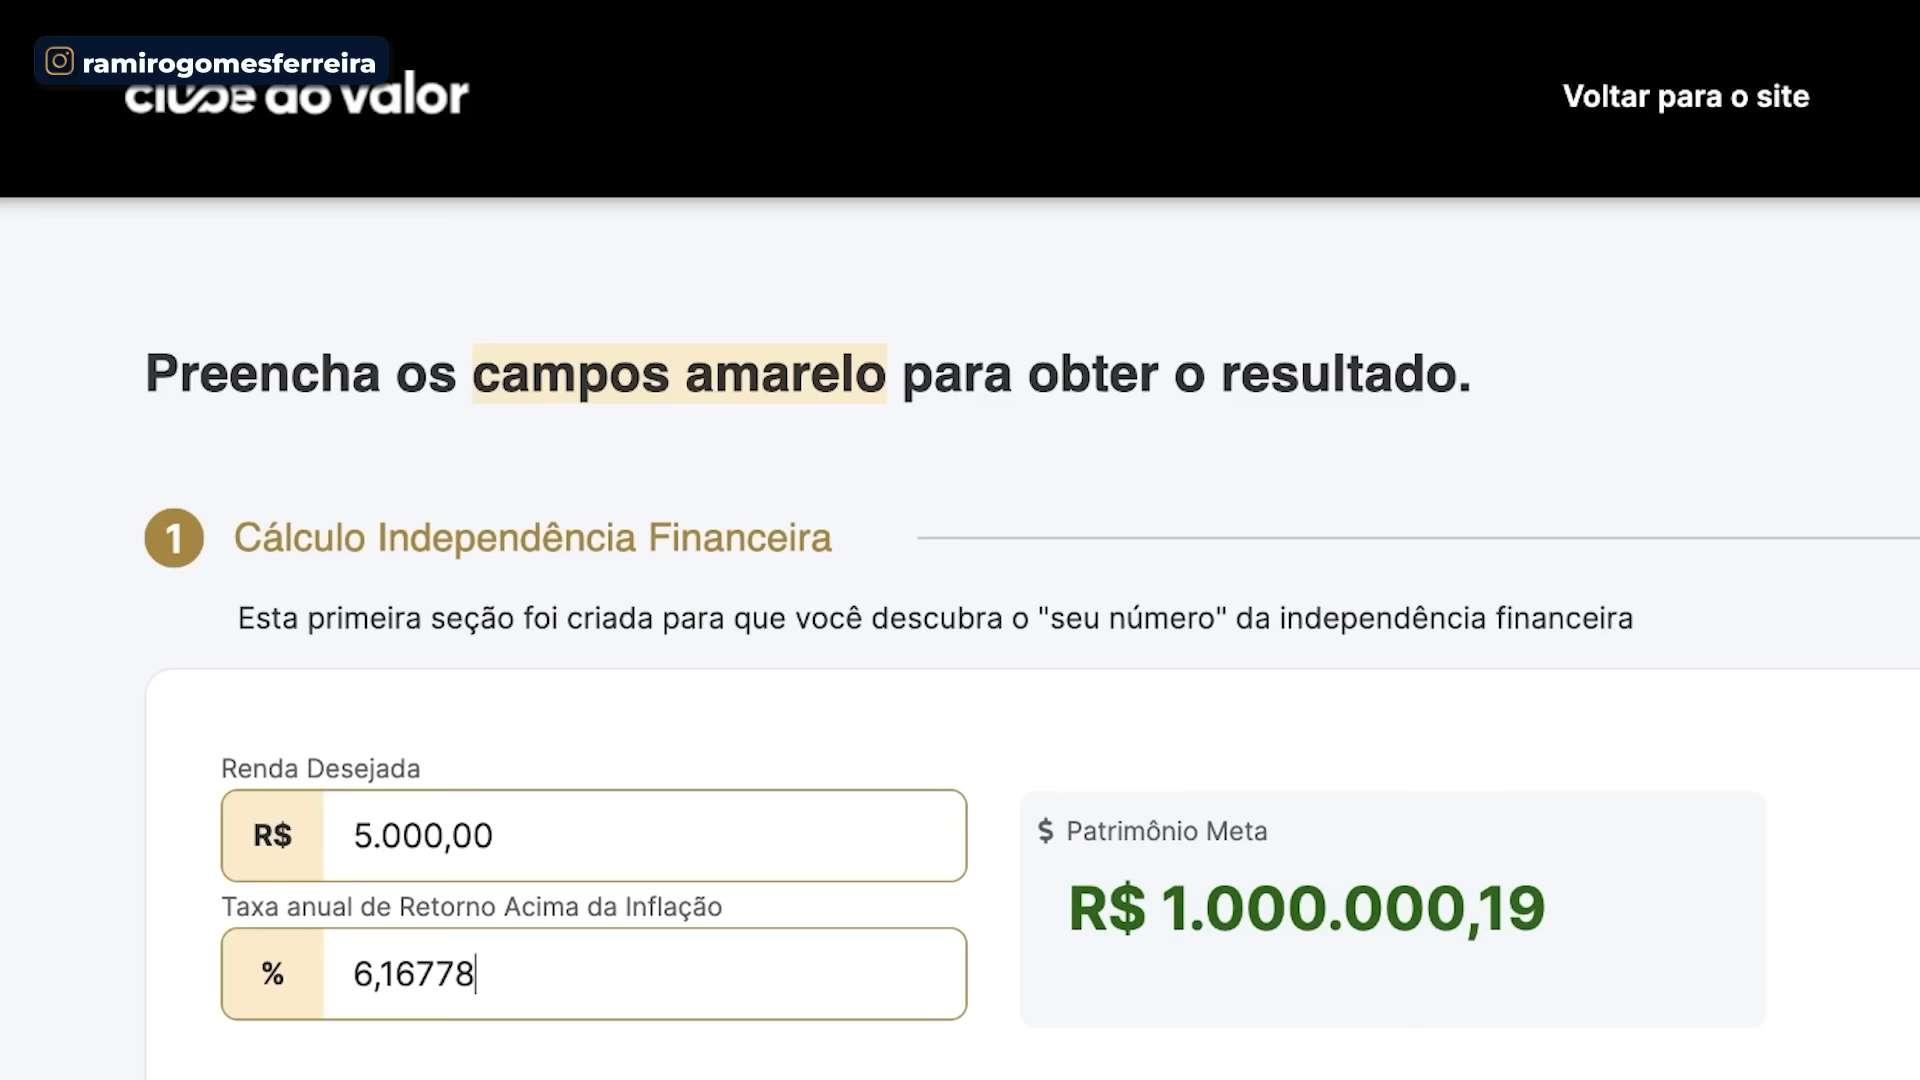 ramirogomesferreira
clube do valor
Voltar para o site
Preencha os campos amarelo para obter o resultado.
1 Cálculo Independência Financeira
Esta primeira seção foi criada para que você descubra o "seu número" da independência financeira
Renda Desejada
R$ 5.000,00
$ Patrimônio Meta
R$ 1.000.000,19
Taxa anual de Retorno Acima da Inflação
% 6,16778